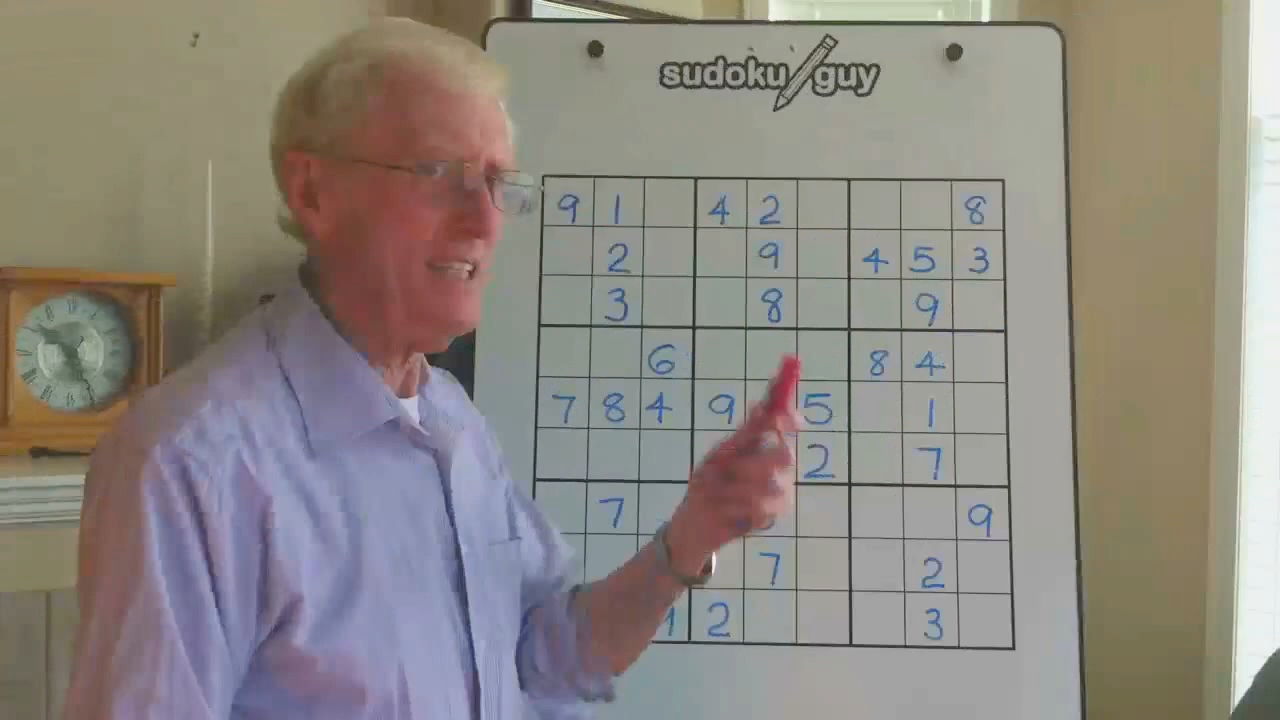 sudoku guy
9 1 4 2 8
2 9 4 5 3
3 8 9
6 8 4
7 8 4 9 5 1
2 7
7 9
7 2
2 3